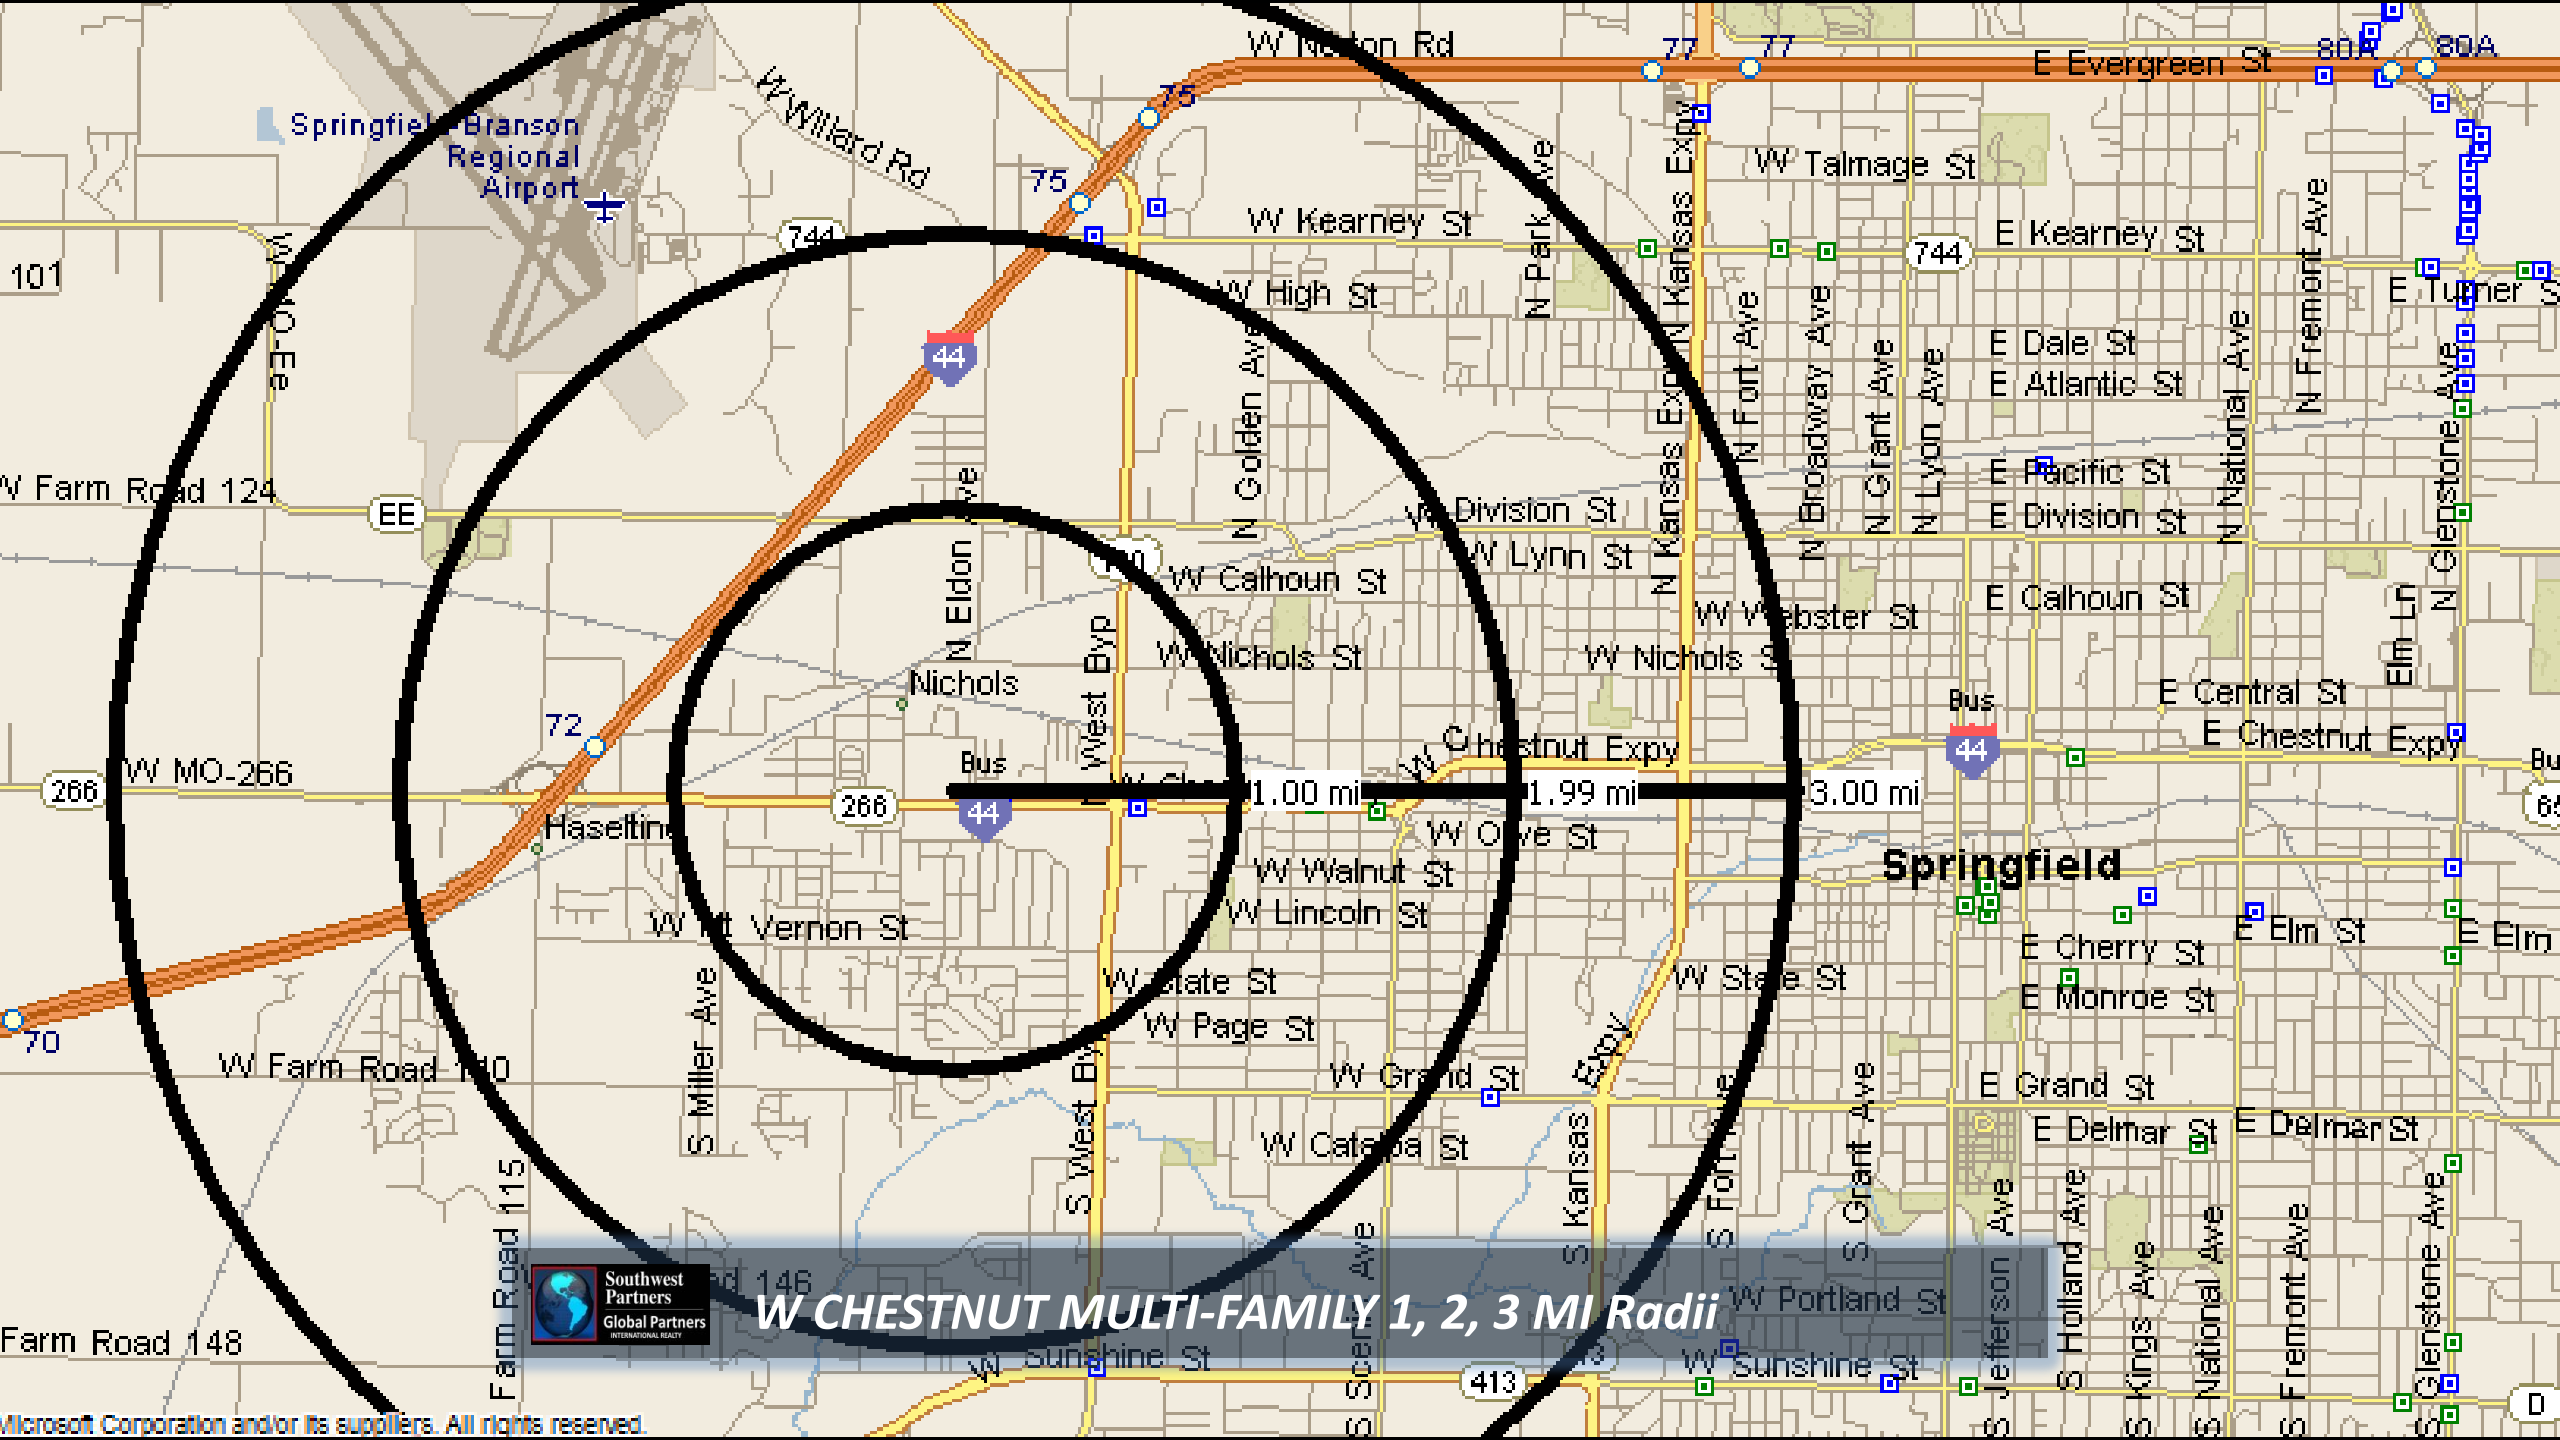 W Norton Rd
77
77
80A
80A
E Evergreen St
75
Springfield-Branson
Regional
Airport
W Willard Rd
75
N Kansas Expy
W Talmage St
744
W Kearney St
N Park Ave
744
E Kearney St
N Fremont Ave
101
W MO-Ee
W High St
E Turner St
44
N Golden Ave
N Kansas Expy
N Fort Ave
N Broadway Ave
N Grant Ave
N Lyon Ave
E Dale St
E Atlantic St
N National Ave
N Glenstone Ave
W Farm Road 124
EE
N Eldon Ave
W Division St
E Pacific St
E Division St
W Lynn St
W Calhoun St
E Calhoun St
W Webster St
Elm Ln
N West Byp
W Nichols St
W Nichols St
Nichols
E Central St
72
Bus
44
E Chestnut Expy
W Chestnut Expy
266
W MO-266
Bus
44
266
1.00 mi
1.99 mi
3.00 mi
Haseltine
W Olive St
W Walnut St
Springfield
W Lincoln St
W Mt Vernon St
E Elm St
E Elm
E Cherry St
W State St
W State St
E Monroe St
S Miller Ave
W Page St
70
W Farm Road 140
W Grand St
E Grand St
S West Byp
S Kansas Expy
S Fort Ave
S Grant Ave
E Delmar St
E Delmar St
W Catalpa St
Farm Road 115
S Scenic Ave
S Jefferson Ave
S Holland Ave
S Kings Ave
S National Ave
S Fremont Ave
S Glenstone Ave
Southwest
Partners
Global Partners
INTERNATIONAL REALTY
W CHESTNUT MULTI-FAMILY 1, 2, 3 MI Radii
W Portland St
Farm Road 148
W Sunshine St
W Sunshine St
413
D
Microsoft Corporation and/or its suppliers. All rights reserved.